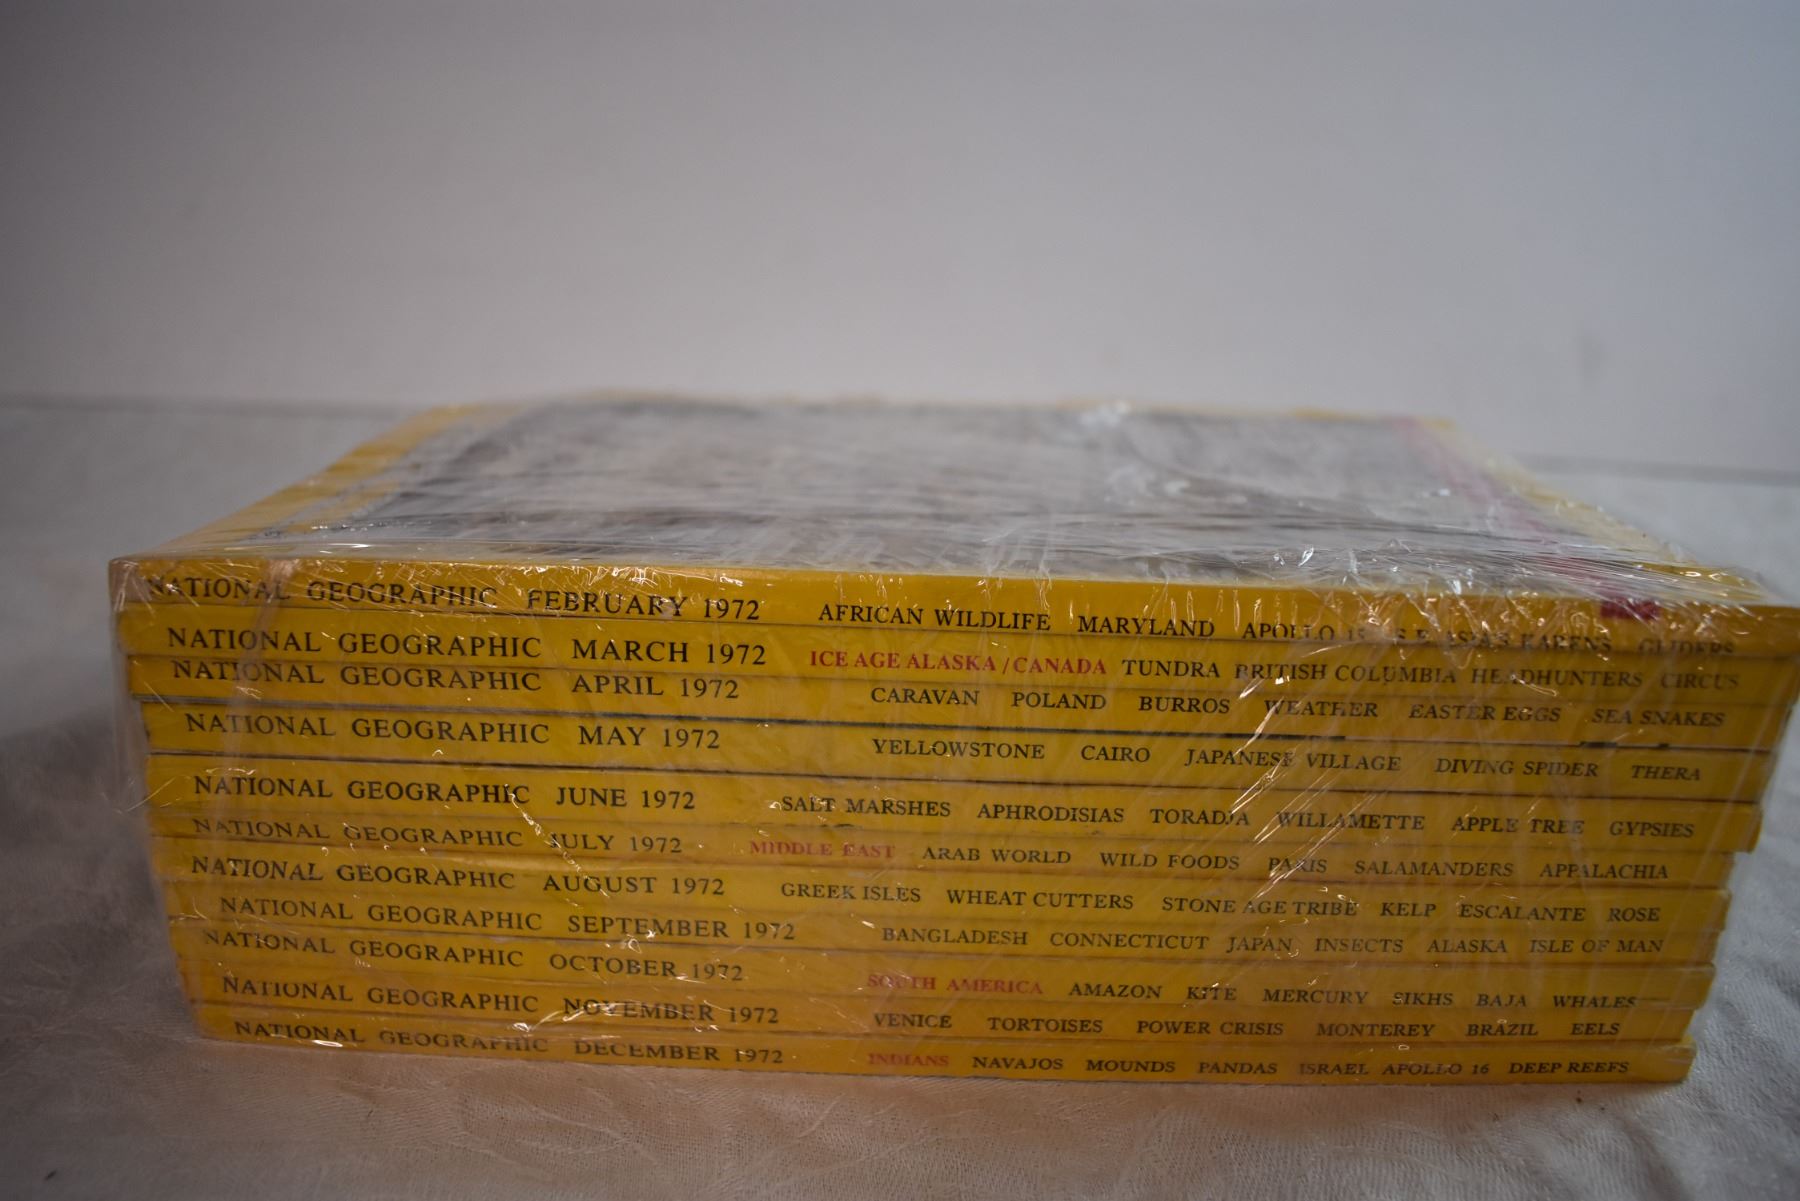 NATIONAL GEOGRAPHIC FEBRUARY 1972 AFRICAN WILDLIFE MARYLAND APOLLO 15 S E ASIA'S KARENS GLIDERS
NATIONAL GEOGRAPHIC MARCH 1972 ICE AGE ALASKA / CANADA TUNDRA BRITISH COLUMBIA HEADHUNTERS CIRCUS
NATIONAL GEOGRAPHIC APRIL 1972 CARAVAN POLAND BURROS WEATHER EASTER EGGS SEA SNAKES
NATIONAL GEOGRAPHIC MAY 1972 YELLOWSTONE CAIRO JAPANESE VILLAGE DIVING SPIDER THERA
NATIONAL GEOGRAPHIC JUNE 1972 SALT MARSHES APHRODISIAS TORADJA WILLAMETTE APPLE TREE GYPSIES
NATIONAL GEOGRAPHIC JULY 1972 MIDDLE EAST ARAB WORLD WILD FOODS PARIS SALAMANDERS APPALACHIA
NATIONAL GEOGRAPHIC AUGUST 1972 GREEK ISLES WHEAT CUTTERS STONE AGE TRIBE KELP ESCALANTE ROSE
NATIONAL GEOGRAPHIC SEPTEMBER 1972 BANGLADESH CONNECTICUT JAPAN INSECTS ALASKA ISLE OF MAN
NATIONAL GEOGRAPHIC OCTOBER 1972 SOUTH AMERICA AMAZON KITE MERCURY SIKHS BAJA WHALES
NATIONAL GEOGRAPHIC NOVEMBER 1972 VENICE TORTOISES POWER CRISIS MONTEREY BRAZIL EELS
NATIONAL GEOGRAPHIC DECEMBER 1972 INDIANS NAVAJOS MOUNDS PANDAS ISRAEL APOLLO 16 DEEP REEFS